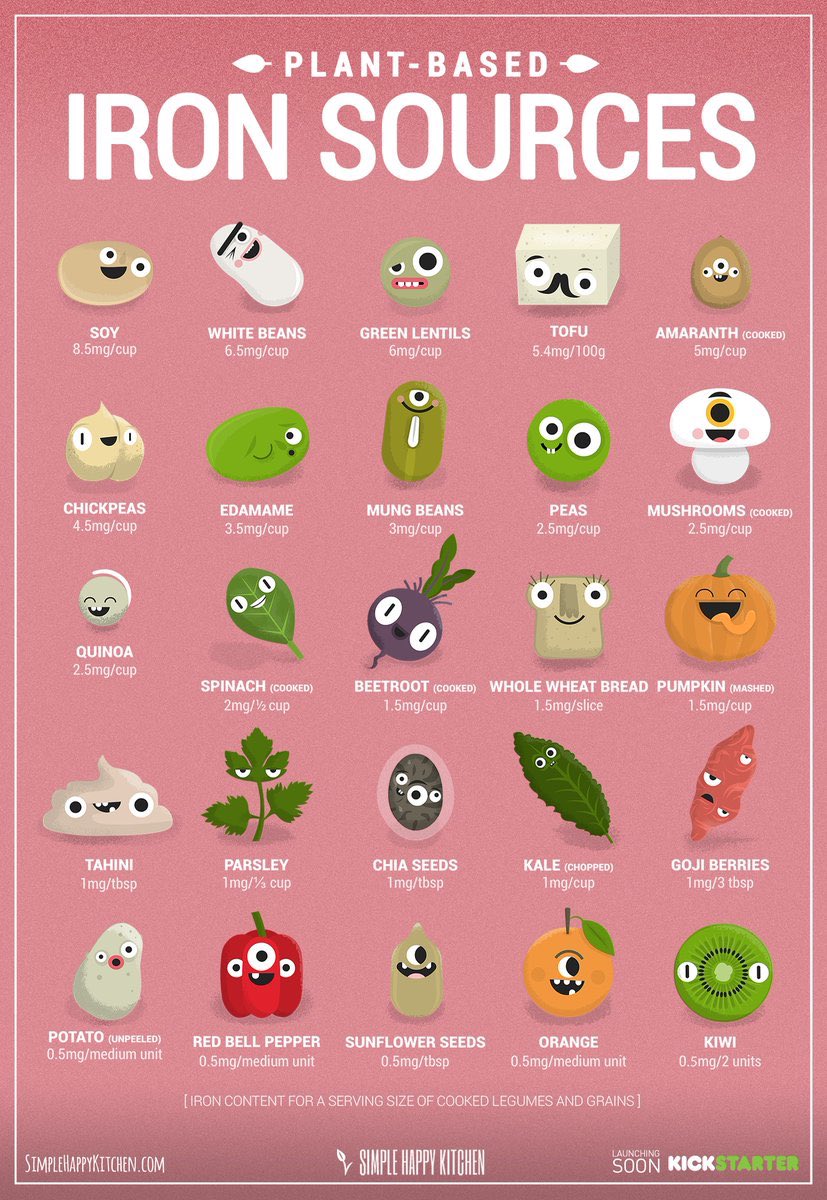 PLANT-BASED
IRON SOURCES
SOY
8.5mg/cup
WHITE BEANS
6.5mg/cup
GREEN LENTILS
6mg/cup
TOFU
5.4mg/100g
AMARANTH (COOKED)
5mg/cup
CHICKPEAS
4.5mg/cup
EDAMAME
3.5mg/cup
MUNG BEANS
3mg/cup
PEAS
2.5mg/cup
MUSHROOMS (COOKED)
2.5mg/cup
QUINOA
2.5mg/cup
SPINACH (COOKED)
2mg/½ cup
BEETROOT (COOKED)
1.5mg/cup
WHOLE WHEAT BREAD
1.5mg/slice
PUMPKIN (MASHED)
1.5mg/cup
TAHINI
1mg/tbsp
PARSLEY
1mg/⅓ cup
CHIA SEEDS
1mg/tbsp
KALE (CHOPPED)
1mg/cup
GOJI BERRIES
1mg/3 tbsp
POTATO (UNPEELED)
0.5mg/medium unit
RED BELL PEPPER
0.5mg/medium unit
SUNFLOWER SEEDS
0.5mg/tbsp
ORANGE
0.5mg/medium unit
KIWI
0.5mg/2 units
[ IRON CONTENT FOR A SERVING SIZE OF COOKED LEGUMES AND GRAINS ]
SIMPLEHAPPYKITCHEN.COM
SIMPLE HAPPY KITCHEN
LAUNCHING
SOON KICKSTARTER